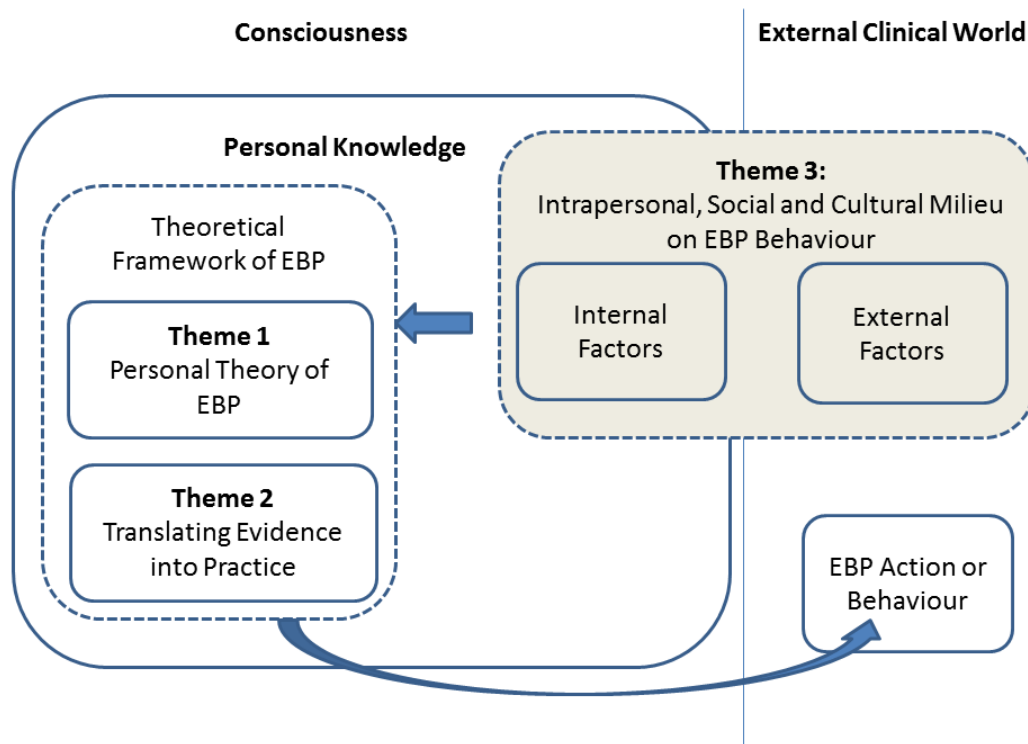 Consciousness
External Clinical World
Personal Knowledge
Theoretical
Framework of EBP
Theme 1
Personal Theory of
EBP
Theme 2
Translating Evidence
into Practice
Theme 3:
Intrapersonal, Social and Cultural Milieu
on EBP Behaviour
Internal
Factors
External
Factors
EBP Action or
Behaviour